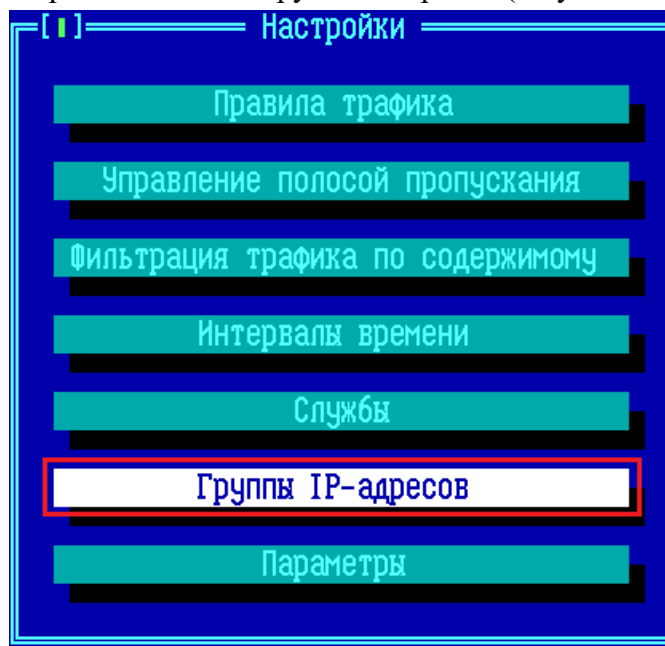 [▮] Настройки
Правила трафика
Управление полосой пропускания
Фильтрация трафика по содержимому
Интервалы времени
Службы
Группы IP-адресов
Параметры